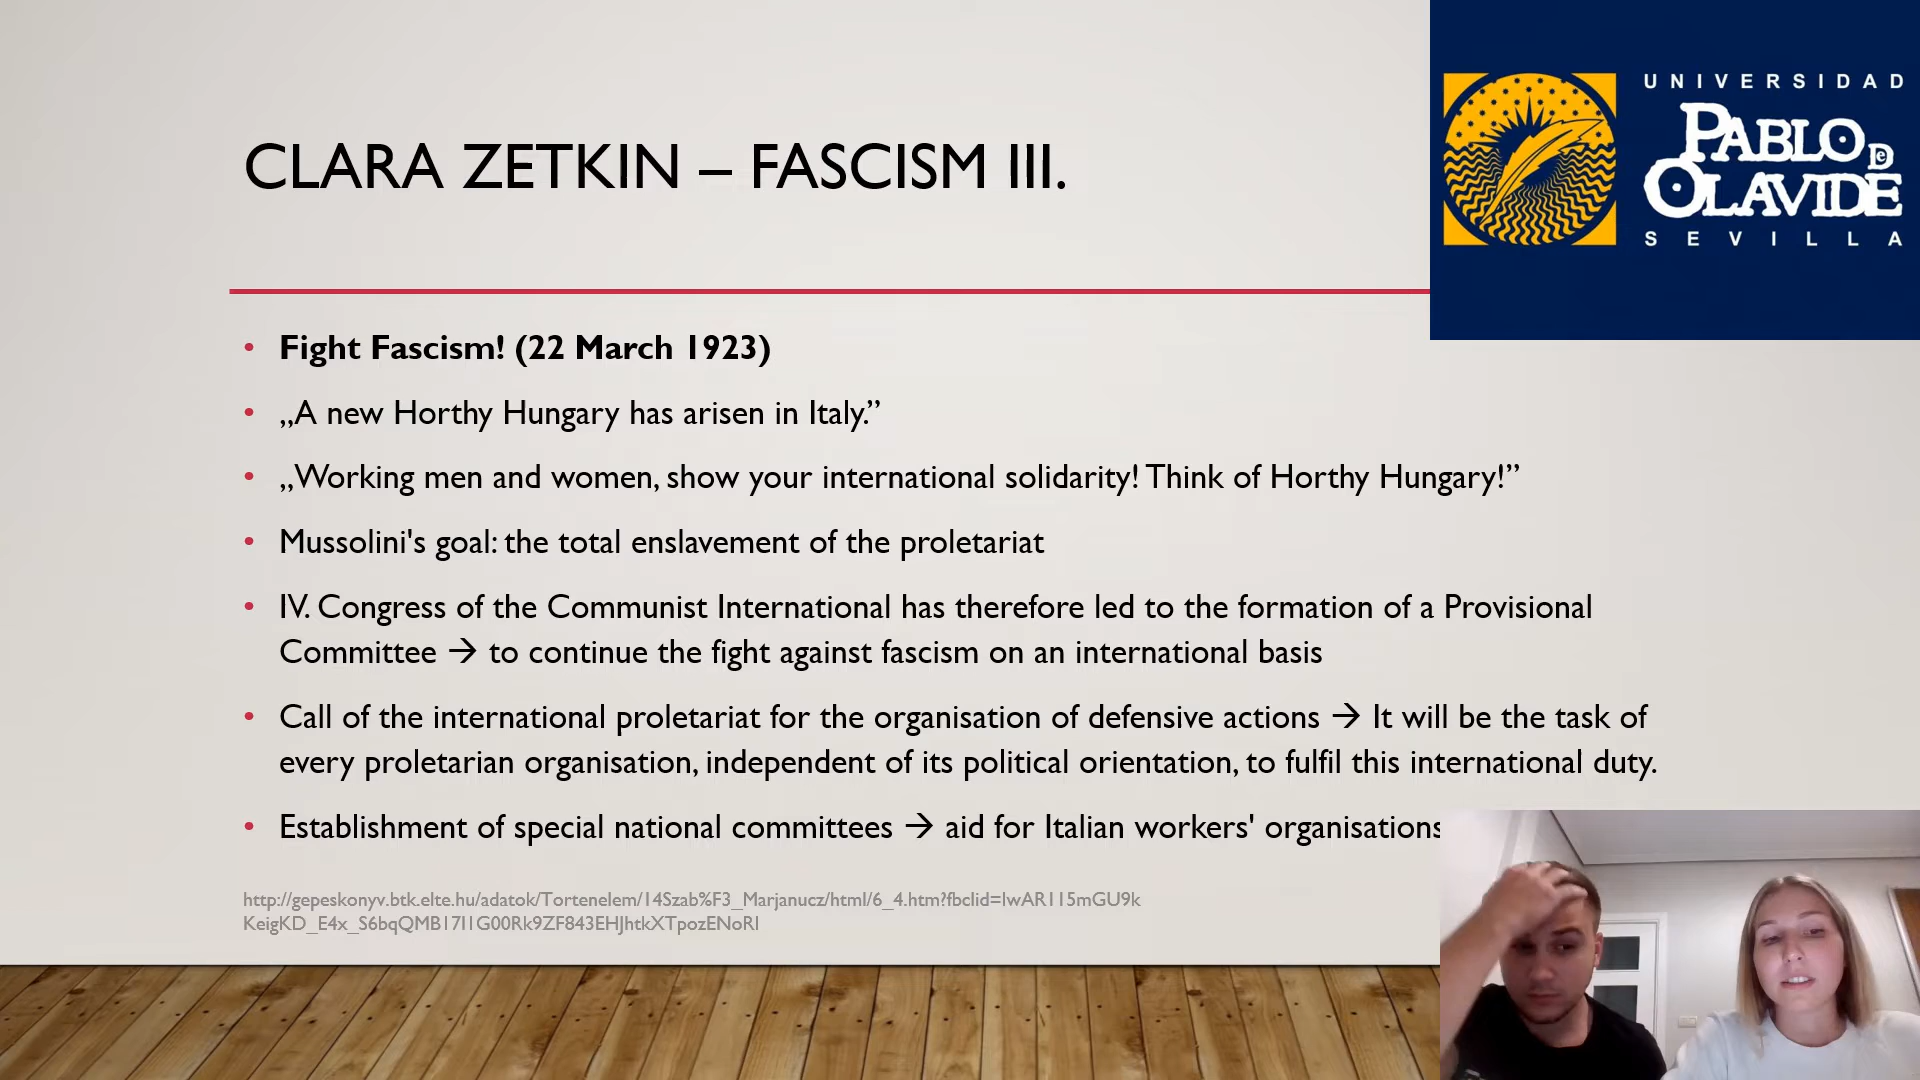 CLARA ZETKIN – FASCISM III.
UNIVERSIDAD
PABLO DE
OLAVIDE
SEVILLA
• Fight Fascism! (22 March 1923)
• „A new Horthy Hungary has arisen in Italy.”
• „Working men and women, show your international solidarity! Think of Horthy Hungary!”
• Mussolini's goal: the total enslavement of the proletariat
• IV. Congress of the Communist International has therefore led to the formation of a Provisional
Committee → to continue the fight against fascism on an international basis
• Call of the international proletariat for the organisation of defensive actions → It will be the task of
every proletarian organisation, independent of its political orientation, to fulfil this international duty.
• Establishment of special national committees → aid for Italian workers' organisations
http://gepeskonyv.btk.elte.hu/adatok/Tortenelem/14Szab%F3_Marjanucz/html/6_4.htm?fbclid=IwAR115mGU9k
KeigKD_E4x_S6bqQMB17I1G00Rk9ZF843EHJhtkXTpozENoRI